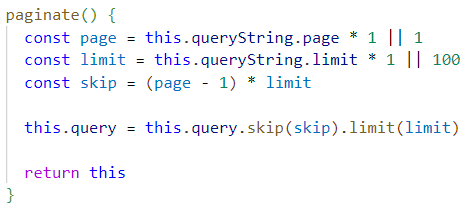 paginate() {
  const page = this.queryString.page * 1 || 1
  const limit = this.queryString.limit * 1 || 100
  const skip = (page - 1) * limit

  this.query = this.query.skip(skip).limit(limit)

  return this
}